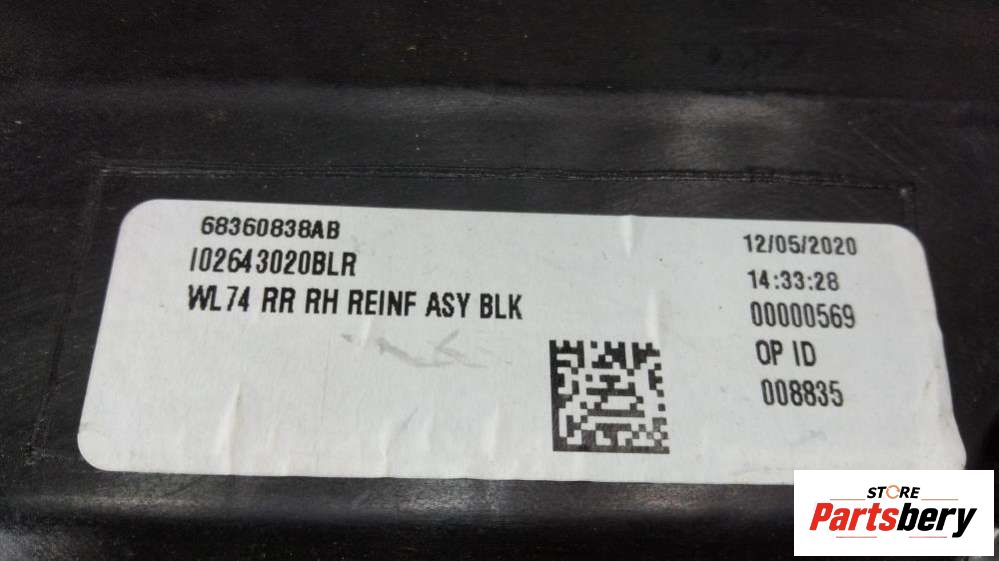 68360838AB
I02643020BLR
WL74 RR RH REINF ASY BLK
12/05/2020
14:33:28
00000569
OP ID
008835
STORE
Partsbery